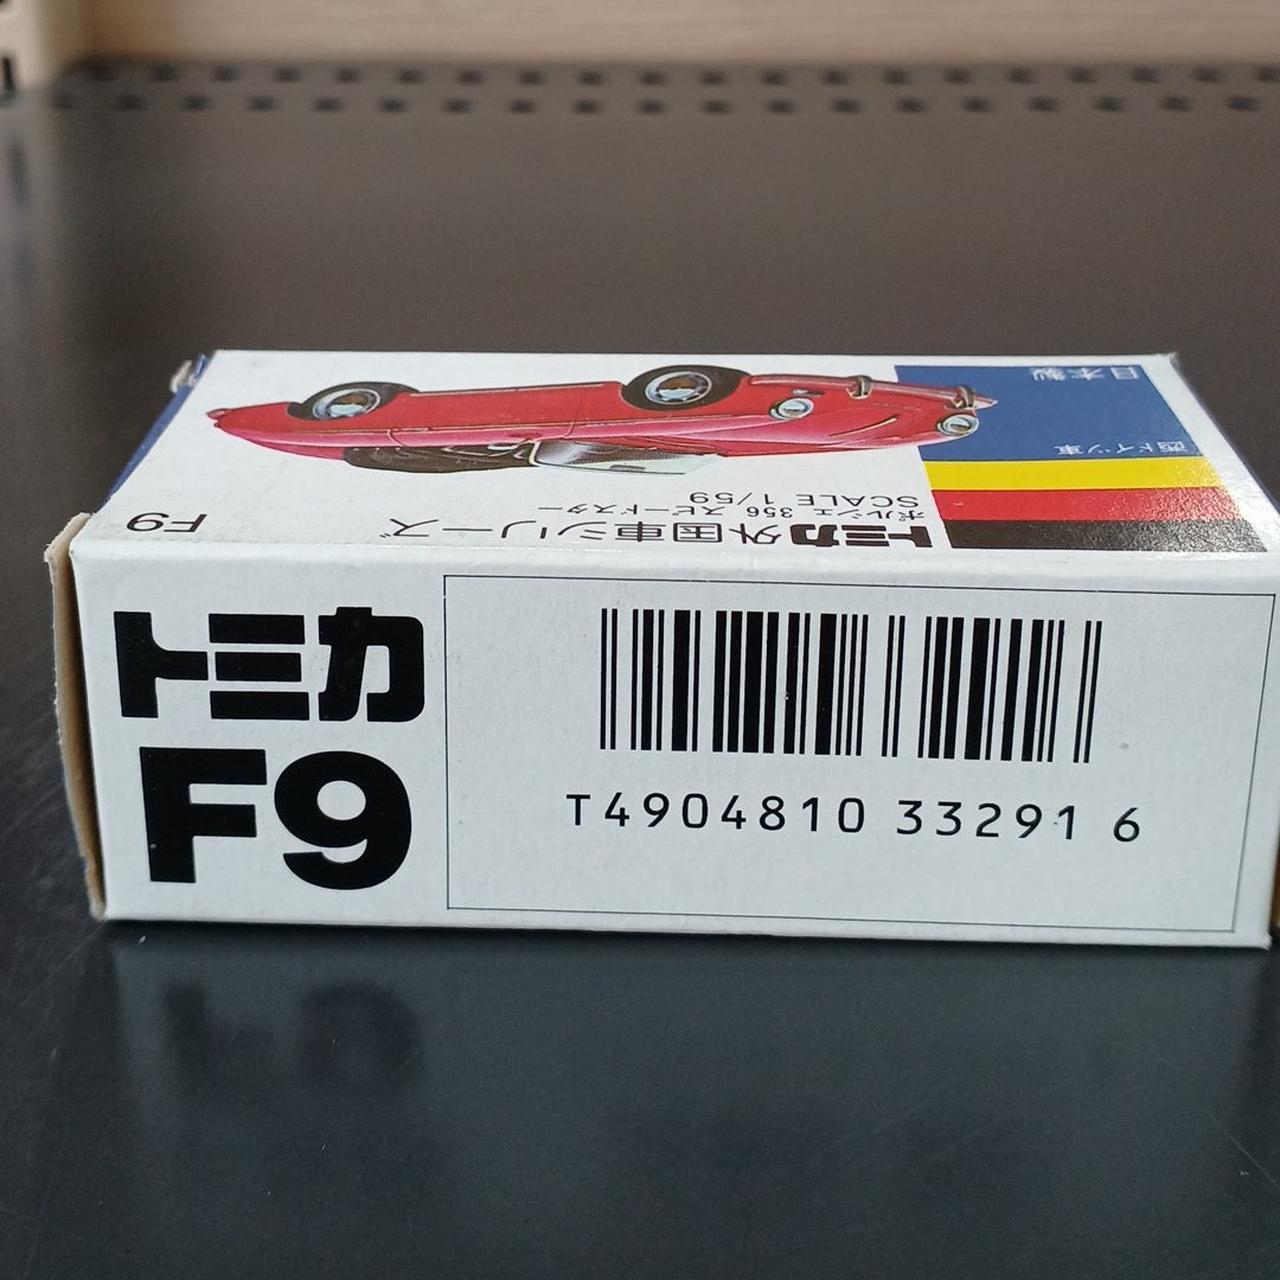 日本製
西ドイツ車
トミカ外国車シリーズ
ポルシェ 356 スピードスター
SCALE 1/59
F9
トミカ
F9
T4904810 33291 6